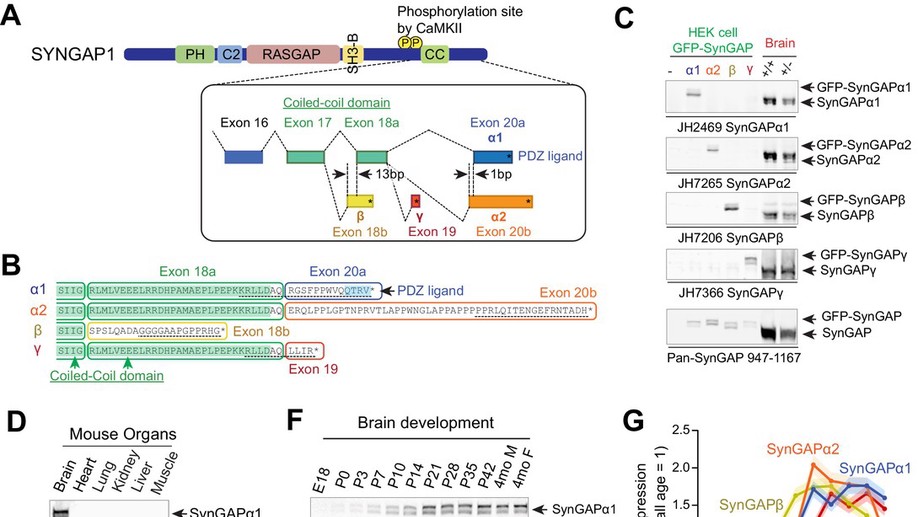 A
Phosphorylation site
by CaMKII
SYNGAP1
PH C2 RASGAP SH3-B P P CC
Coiled-coil domain
Exon 16 Exon 17 Exon 18a Exon 20a
α1
* PDZ ligand
13bp 1bp
* * *
β γ α2
Exon 18b Exon 19 Exon 20b
B
Exon 18a Exon 20a
α1 SIIG RLMLVEEELRRDHPAMAEPLPEPKKRLLDAQ RGSFPPWVQQTRV* PDZ ligand
Exon 20b
α2 SIIG RLMLVEEELRRDHPAMAEPLPEPKKRLLDAQ ERQLPPLGPTNPRVTLAPPWNGLAPPAPPPPPRLQITENGEFRNTADH*
β SIIG SPSLQADAGGGGAAPGPPRHG* Exon 18b
γ SIIG RLMLVEEELRRDHPAMAEPLPEPKKRLLDAQ LLIR*
Exon 19
Coiled-Coil domain
C
HEK cell
GFP-SynGAP Brain
- α1 α2 β γ +/+ +/-
GFP-SynGAPα1
SynGAPα1
JH2469 SynGAPα1
GFP-SynGAPα2
SynGAPα2
JH7265 SynGAPα2
GFP-SynGAPβ
SynGAPβ
JH7206 SynGAPβ
GFP-SynGAPγ
SynGAPγ
JH7366 SynGAPγ
GFP-SynGAP
SynGAP
Pan-SynGAP 947-1167
D
Mouse Organs
Brain Heart Lung Kidney Liver Muscle
SynGAPα1
F
Brain development
E18 P0 P3 P7 P10 P14 P21 P28 P35 P42 4mo M 4mo F
SynGAPα1
G
2.5
2.0
1.5
SynGAPα2
SynGAPα1
SynGAPβ
pression
all age = 1)